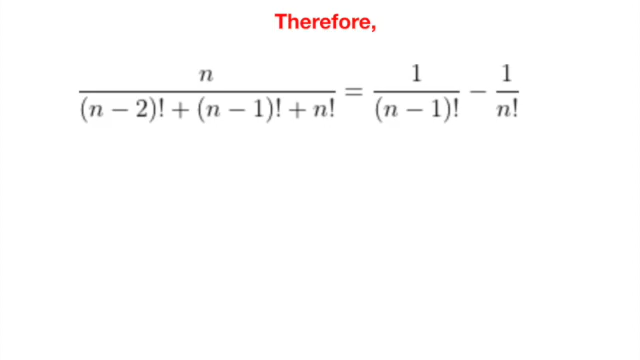 Therefore,
n / ((n − 2)! + (n − 1)! + n!) = 1 / (n − 1)! − 1 / n!